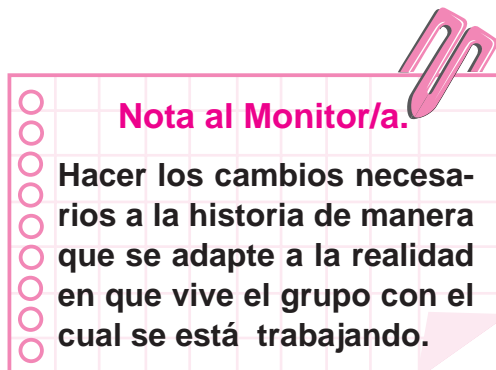 Nota al Monitor/a.
Hacer los cambios necesa-
rios a la historia de manera
que se adapte a la realidad
en que vive el grupo con el
cual se está trabajando.